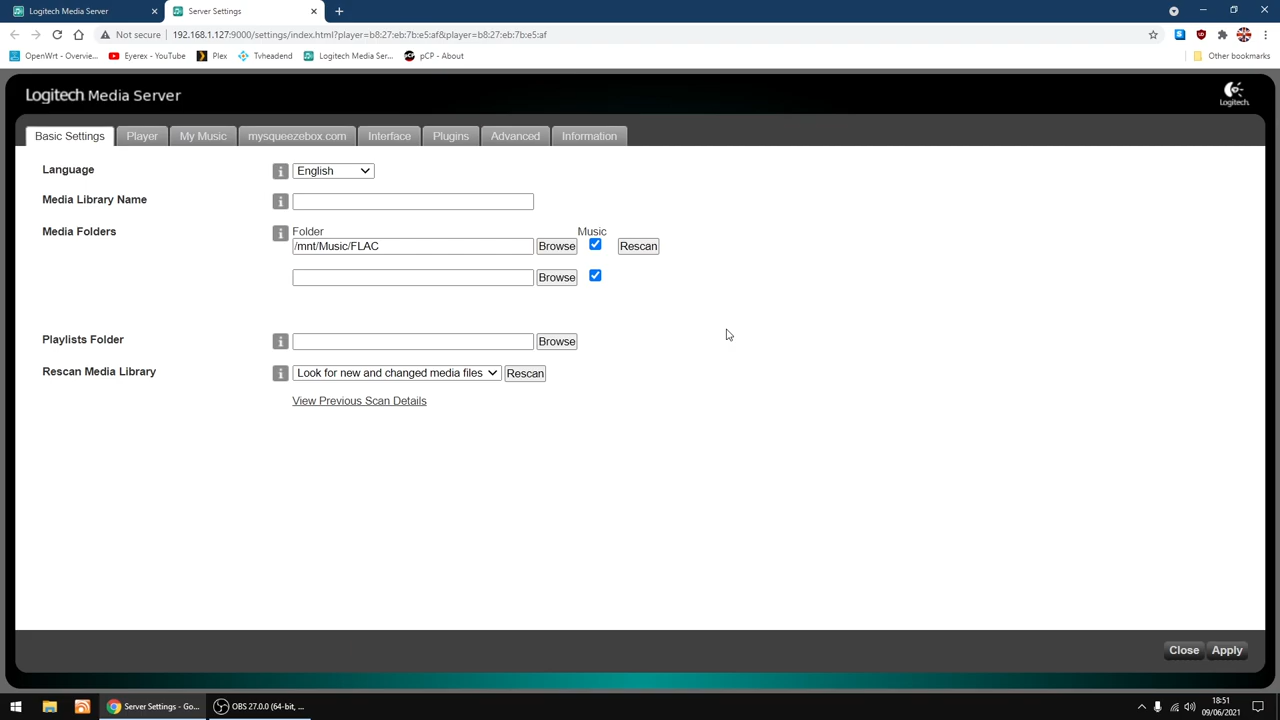 Logitech Media Server
Server Settings
Not secure
192.168.1.127:9000/settings/index.html?player=b8:27:eb:7b:e5:af&player=b8:27:eb:7b:e5:af
OpenWrt - Overvie...
Eyerex - YouTube
Plex
Tvheadend
Logitech Media Ser...
pCP - About
Other bookmarks
Logitech Media Server
Logitech
Basic Settings
Player
My Music
mysqueezebox.com
Interface
Plugins
Advanced
Information
Language
English
Media Library Name
Media Folders
Folder
Music
/mnt/Music/FLAC
Browse
Rescan
Browse
Playlists Folder
Browse
Rescan Media Library
Look for new and changed media files
Rescan
View Previous Scan Details
Close
Apply
Server Settings - Go...
OBS 27.0.0 (64-bit, ...
18:51
09/06/2021